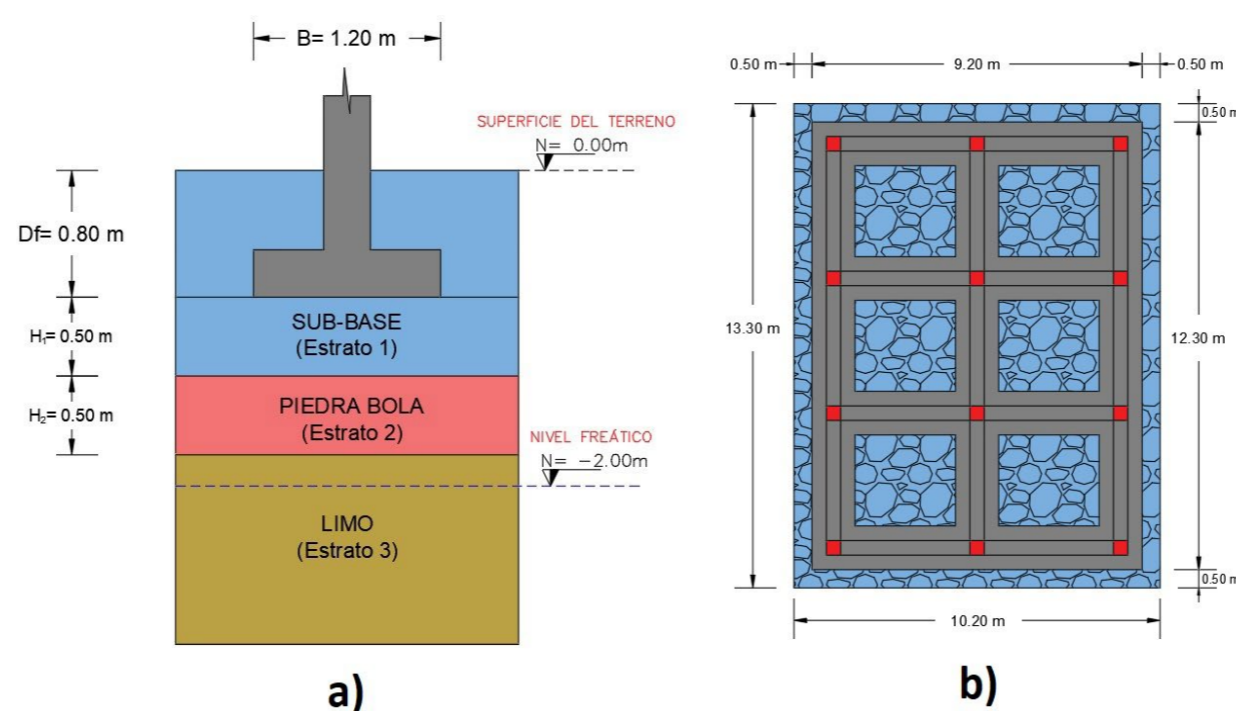 B= 1.20 m
SUPERFICIE DEL TERRENO
N= 0.00m
Df= 0.80 m
SUB-BASE
(Estrato 1)
H₁= 0.50 m
PIEDRA BOLA
(Estrato 2)
H₂= 0.50 m
NIVEL FREÁTICO
N= -2.00m
LIMO
(Estrato 3)
a)
0.50 m
9.20 m
0.50 m
0.50 m
13.30 m
12.30 m
0.50 m
10.20 m
b)